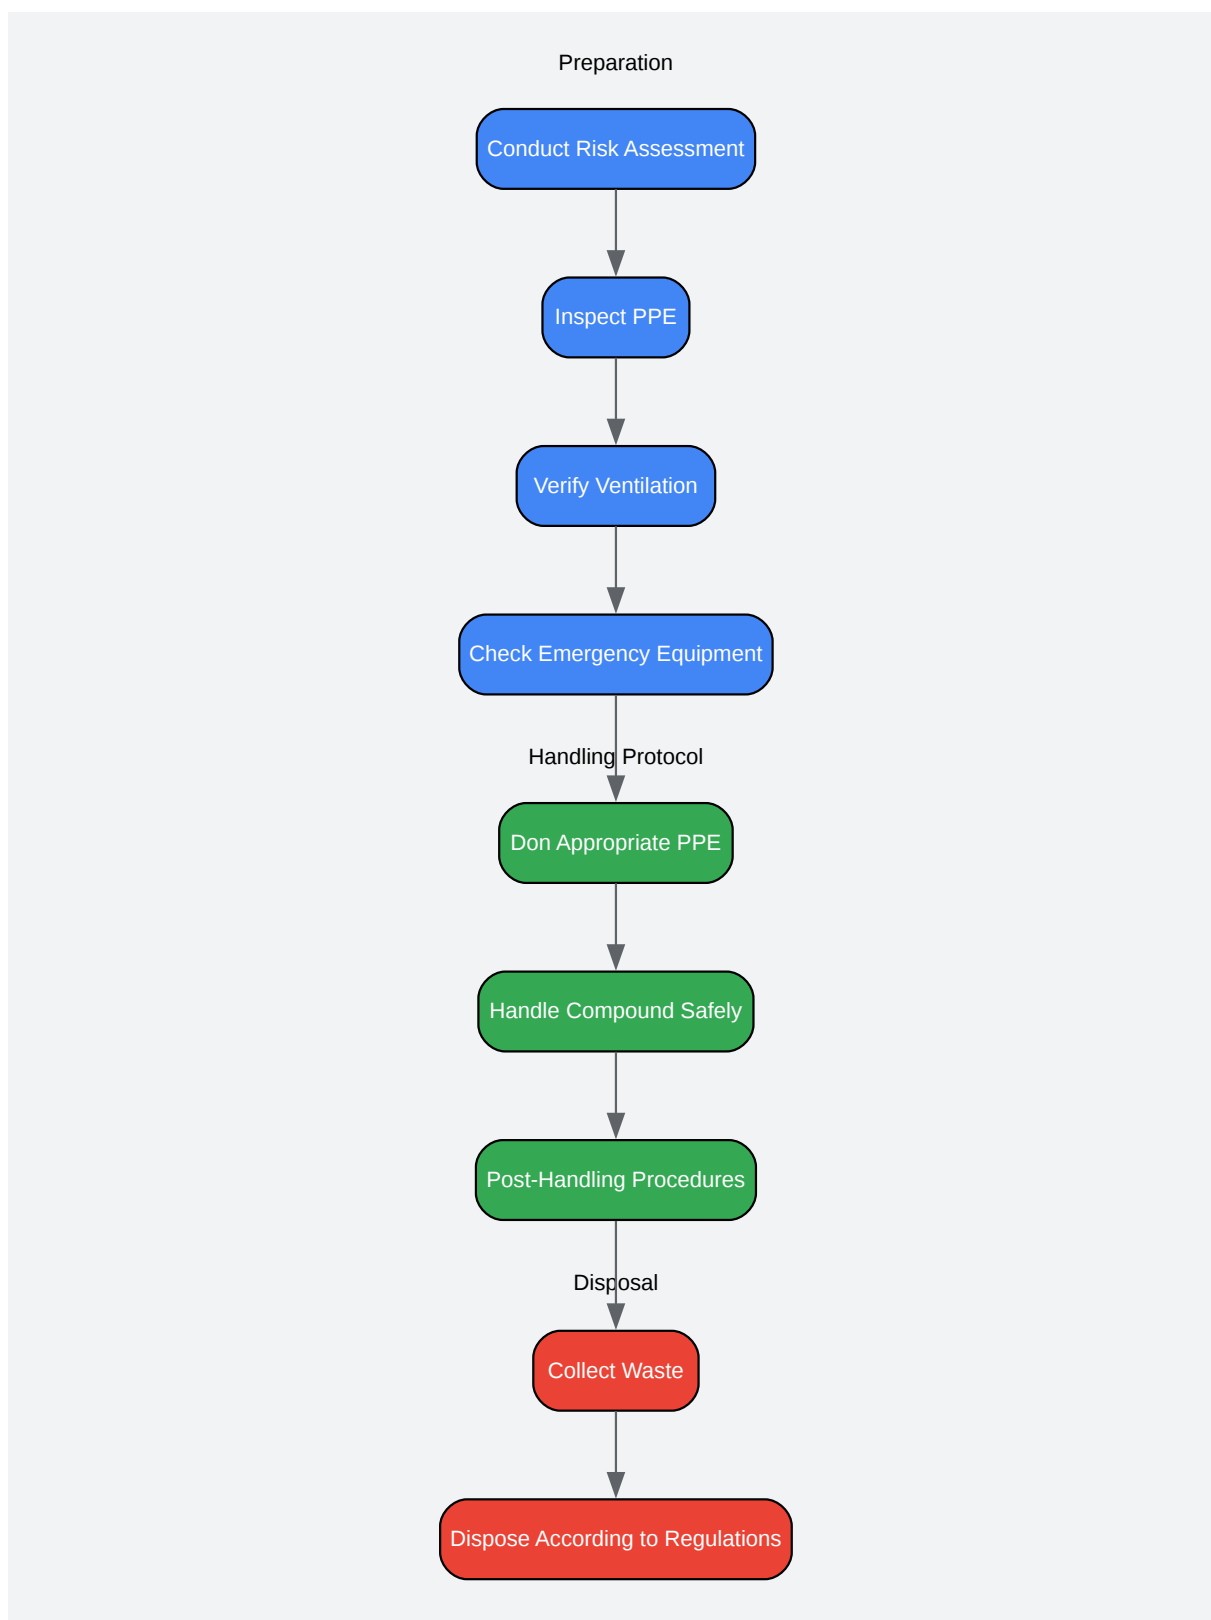 Preparation
Conduct Risk Assessment
Inspect PPE
Verify Ventilation
Check Emergency Equipment
Handling Protocol
Don Appropriate PPE
Handle Compound Safely
Post-Handling Procedures
Disposal
Collect Waste
Dispose According to Regulations